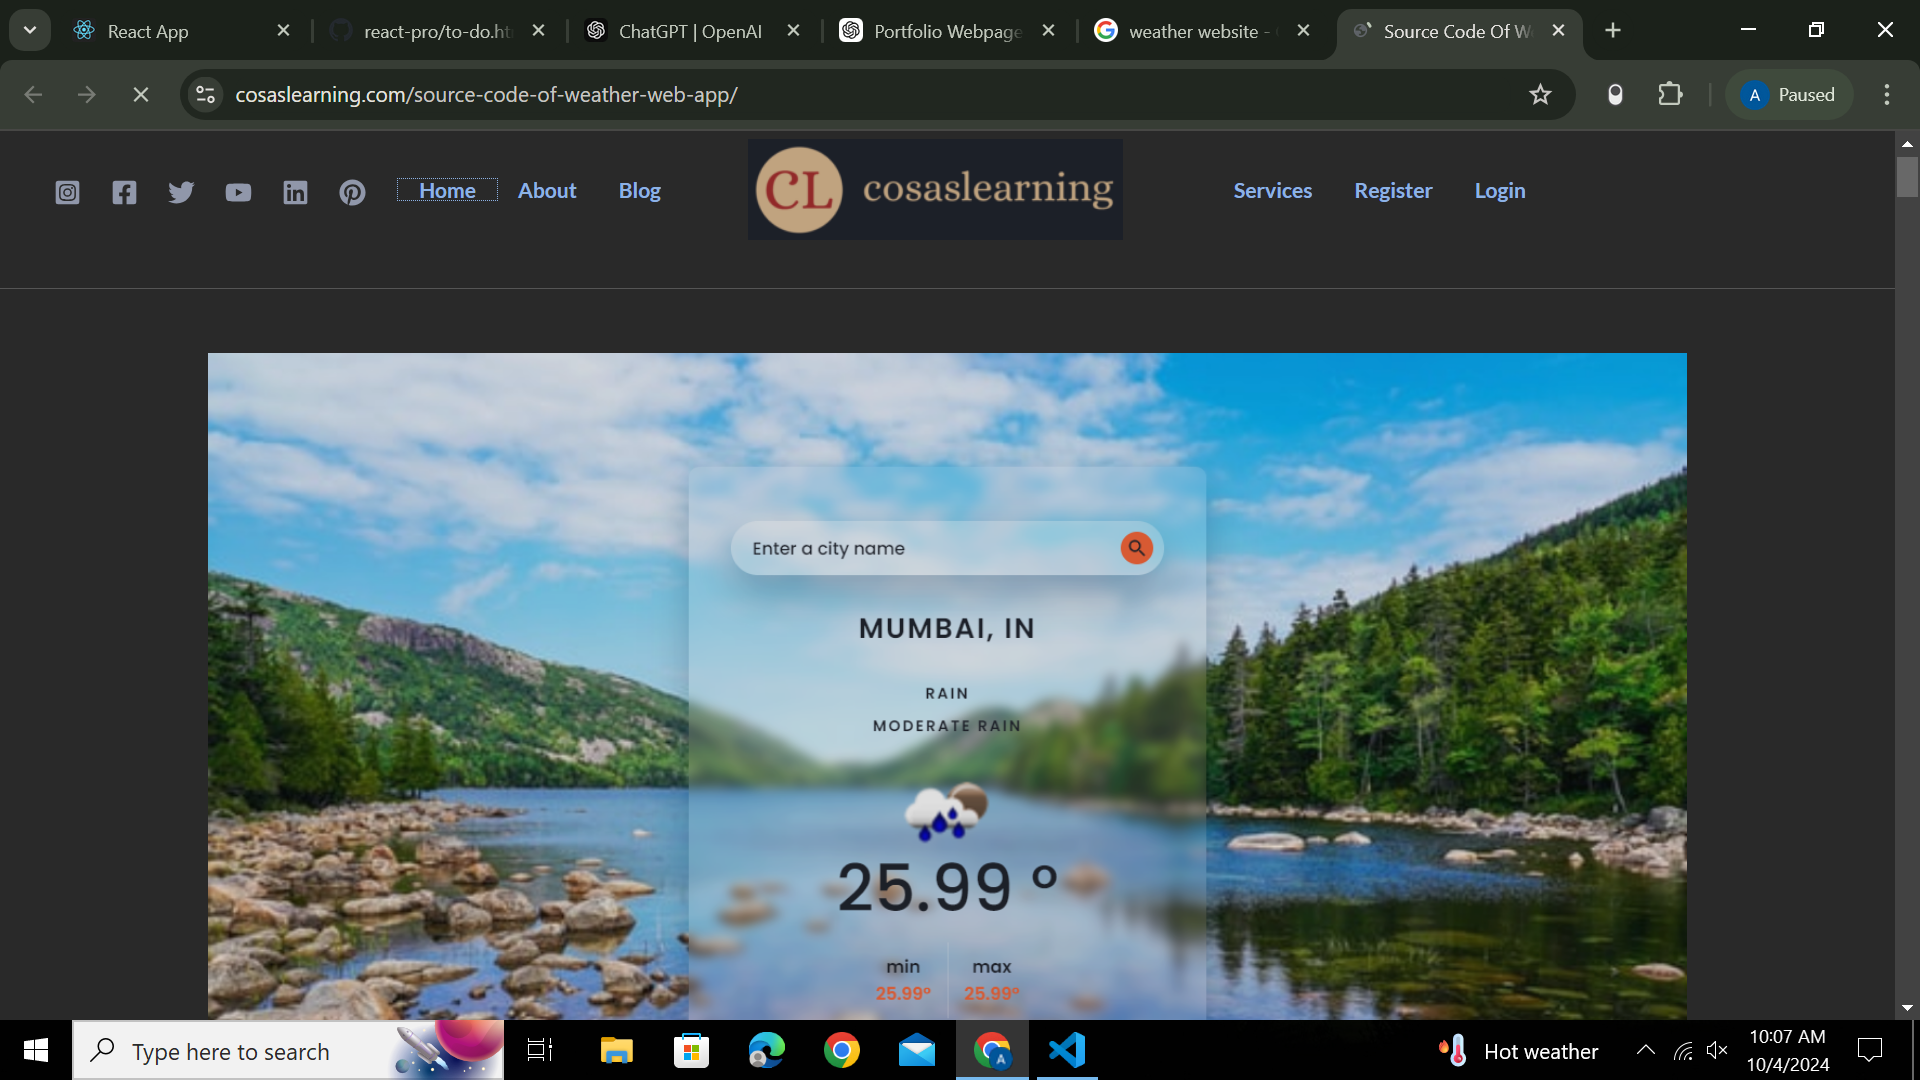 React App
react-pro/to-do.ht
ChatGPT | OpenAI
Portfolio Webpage
weather website -
Source Code Of W
cosaslearning.com/source-code-of-weather-web-app/
A
Paused
Home
About
Blog
CL cosaslearning
Services
Register
Login
Enter a city name
MUMBAI, IN
RAIN
MODERATE RAIN
25.99 °
min
max
25.99°
25.99°
Type here to search
A
Hot weather
10:07 AM
10/4/2024